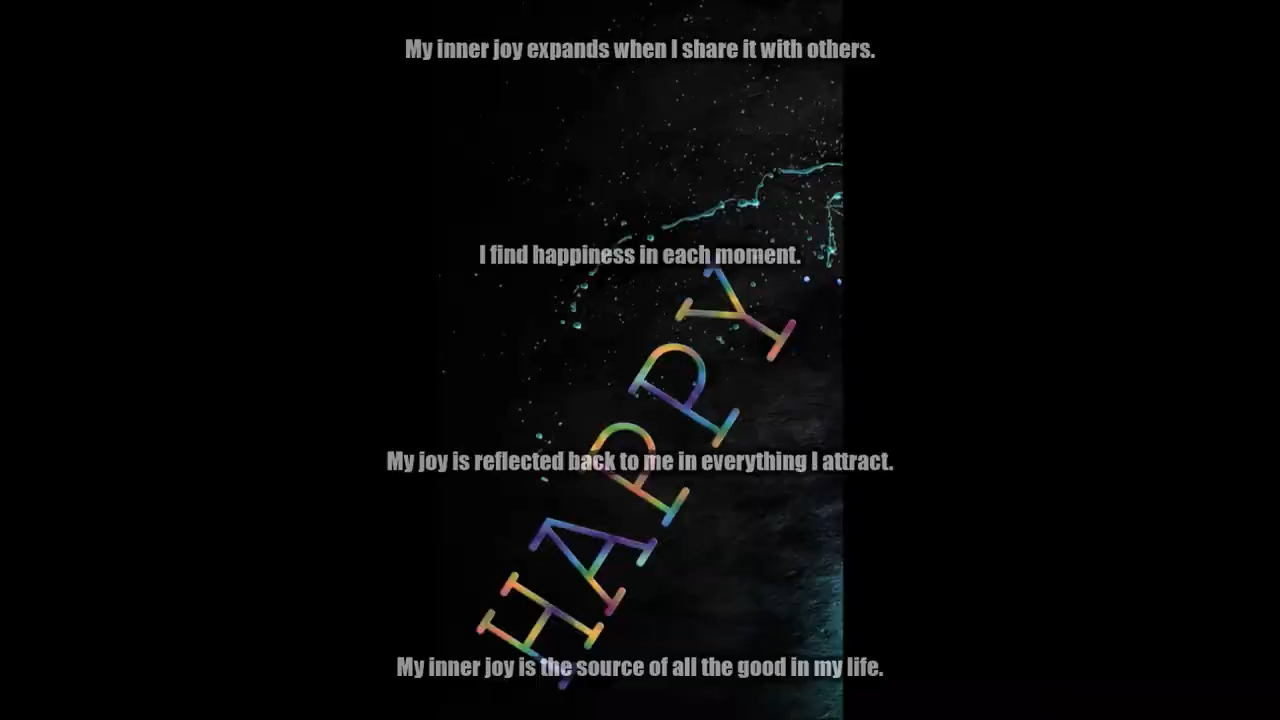 My inner joy expands when I share it with others.
I find happiness in each moment.
HAPPY
My joy is reflected back to me in everything I attract.
My inner joy is the source of all the good in my life.